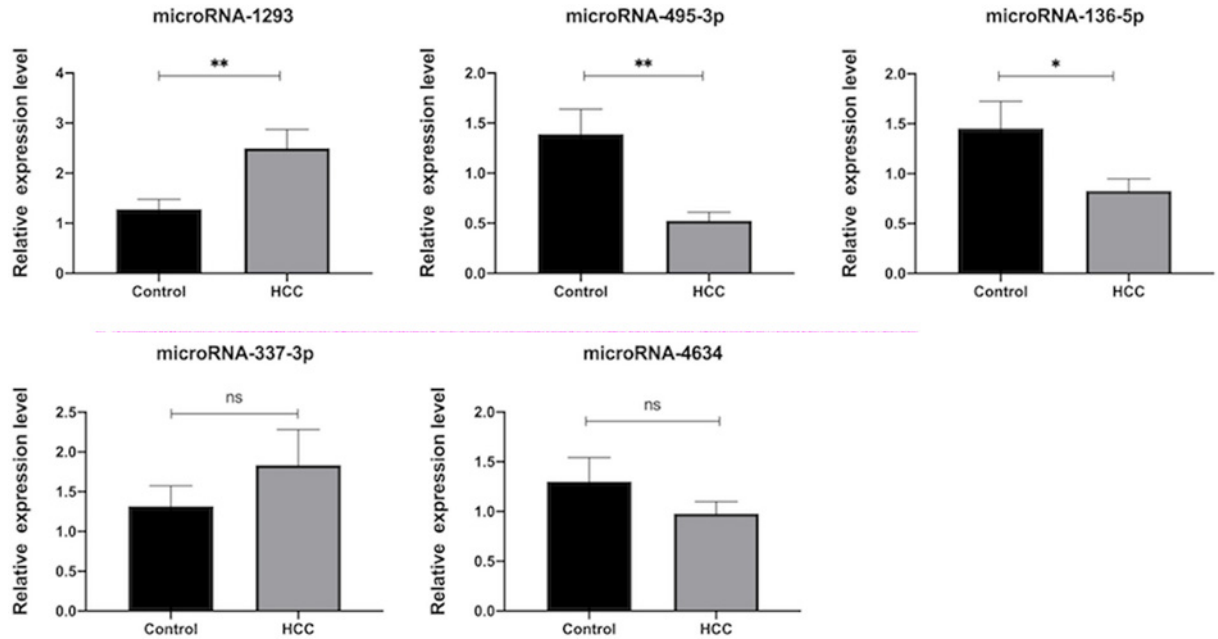 microRNA-1293
Relative expression level
4
3
2
1
0
**
Control
HCC
microRNA-495-3p
Relative expression level
2.0
1.5
1.0
0.5
0.0
**
Control
HCC
microRNA-136-5p
Relative expression level
2.0
1.5
1.0
0.5
0.0
*
Control
HCC
microRNA-337-3p
Relative expression level
2.5
2.0
1.5
1.0
0.5
0.0
ns
Control
HCC
microRNA-4634
Relative expression level
2.0
1.5
1.0
0.5
0.0
ns
Control
HCC